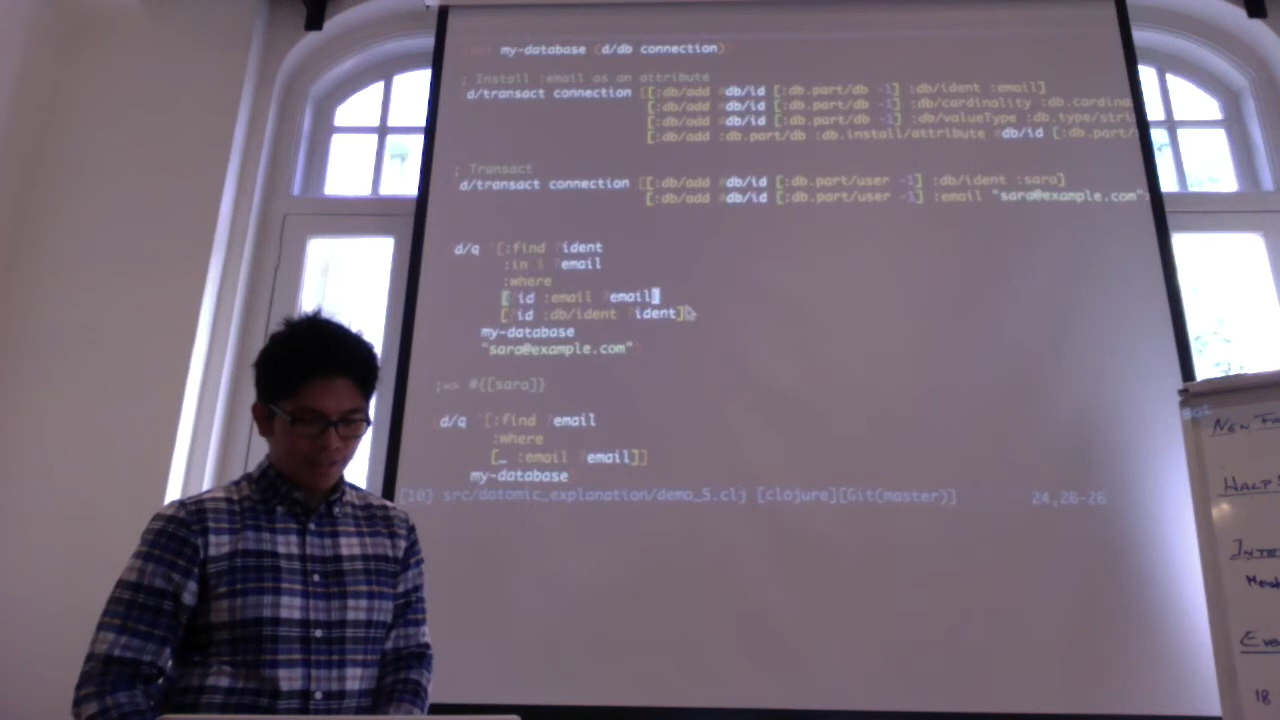 my-database (d/db connection)
; Install :email as an attribute
d/transact connection [[:db/add #db/id [:db.part/db -1] :db/ident :email]
[:db/add #db/id [:db.part/db -1] :db/cardinality :db.cardina
[:db/add #db/id [:db.part/db -1] :db/valueType :db.type/stri
[:db/add :db.part/db :db.install/attribute #db/id [:db.part/
; Transact
d/transact connection [[:db/add #db/id [:db.part/user -1] :db/ident :sara]
[:db/add #db/id [:db.part/user -1] :email "sara@example.com"
d/q '[:find ?ident
:in $ ?email
:where
[?id :email ?email]
[?id :db/ident ?ident]]
my-database
"sara@example.com"
;=> #{[sara]}
d/q '[:find ?email
:where
[_ :email ?email]]
my-database
[10] src/datomic_explanation/demo_5.clj [clojure][Git(master)] 24,26-26
New
Half
18